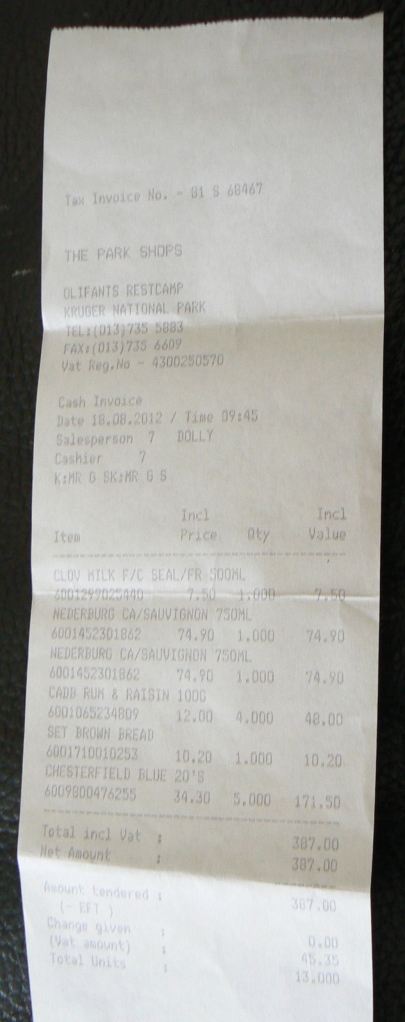 Tax Invoice No. - 81 S 68467
THE PARK SHOPS
OLIFANTS RESTCAMP
KRUGER NATIONAL PARK
TEL:(013)735 5883
FAX:(013)735 6609
Vat Reg.No - 4300250570
Cash Invoice
Date 18.08.2012 / Time 09:45
Salesperson 7 DOLLY
Cashier 7
K:MR G SK:MR G S
Incl Incl
Item Price Qty Value
CLOV MILK F/C SEAL/FR 500ML
6001299025440 7.50 1.000 7.50
NEDERBURG CA/SAUVIGNON 750ML
6001452301862 74.90 1.000 74.90
NEDERBURG CA/SAUVIGNON 750ML
6001452301862 74.90 1.000 74.90
CADB RUM & RAISIN 100G
6001065234809 12.00 4.000 48.00
SET BROWN BREAD
6001710010253 10.20 1.000 10.20
CHESTERFIELD BLUE 20'S
6009800476255 34.30 5.000 171.50
Total incl Vat : 387.00
Net Amount : 387.00
Amount tendered : 387.00
(- EFT )
Change given : 0.00
(Vat amount) : 45.35
Total Units : 13.000